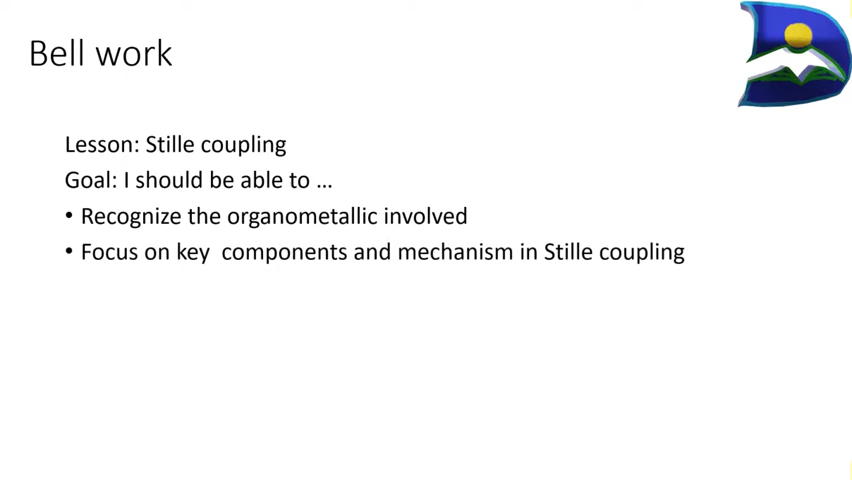 Bell work
Lesson: Stille coupling
Goal: I should be able to …
• Recognize the organometallic involved
• Focus on key  components and mechanism in Stille coupling